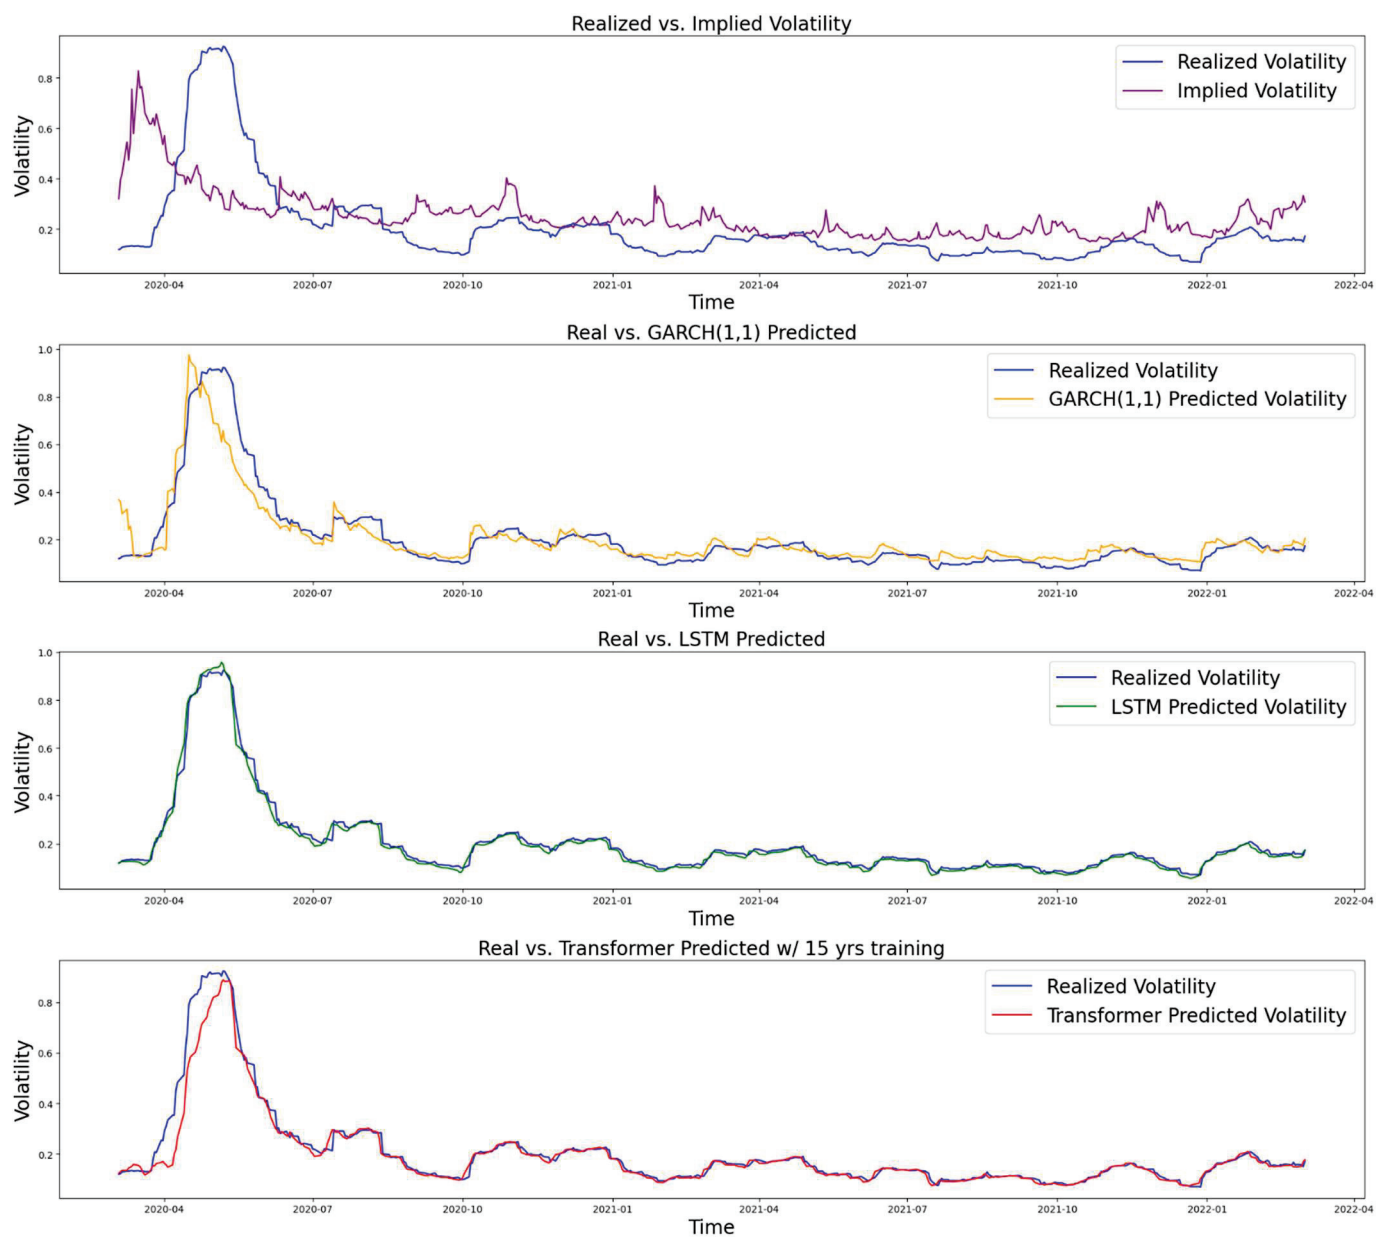 Realized vs. Implied Volatility
Realized Volatility
Implied Volatility
Volatility
0.8
0.6
0.4
0.2
2020-04 2020-07 2020-10 2021-01 2021-04 2021-07 2021-10 2022-01 2022-04
Time
Real vs. GARCH(1,1) Predicted
Realized Volatility
GARCH(1,1) Predicted Volatility
Volatility
1.0
0.8
0.6
0.4
0.2
2020-04 2020-07 2020-10 2021-01 2021-04 2021-07 2021-10 2022-01 2022-04
Time
Real vs. LSTM Predicted
Realized Volatility
LSTM Predicted Volatility
Volatility
1.0
0.8
0.6
0.4
0.2
2020-04 2020-07 2020-10 2021-01 2021-04 2021-07 2021-10 2022-01 2022-04
Time
Real vs. Transformer Predicted w/ 15 yrs training
Realized Volatility
Transformer Predicted Volatility
Volatility
0.8
0.6
0.4
0.2
2020-04 2020-07 2020-10 2021-01 2021-04 2021-07 2021-10 2022-01 2022-04
Time